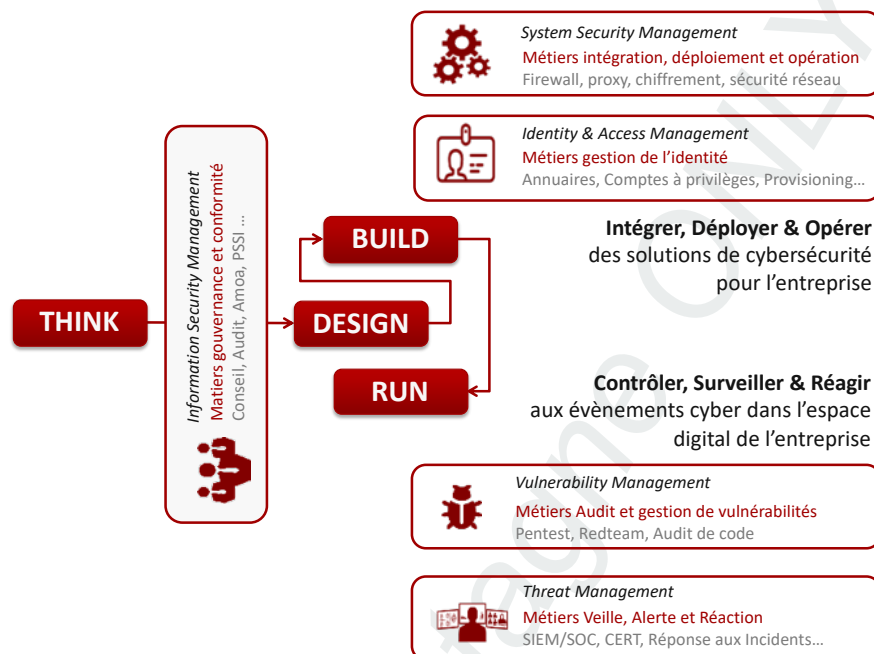 System Security Management
Métiers intégration, déploiement et opération
Firewall, proxy, chiffrement, sécurité réseau
Identity & Access Management
Métiers gestion de l’identité
Annuaires, Comptes à privilèges, Provisioning...
Information Security Management
Matiers gouvernance et conformité
Conseil, Audit, Amoa, PSSI ...
THINK
BUILD
DESIGN
RUN
Intégrer, Déployer & Opérer
des solutions de cybersécurité
pour l’entreprise
Contrôler, Surveiller & Réagir
aux évènements cyber dans l’espace
digital de l’entreprise
Vulnerability Management
Métiers Audit et gestion de vulnérabilités
Pentest, Redteam, Audit de code
Threat Management
Métiers Veille, Alerte et Réaction
SIEM/SOC, CERT, Réponse aux Incidents...
ONLY